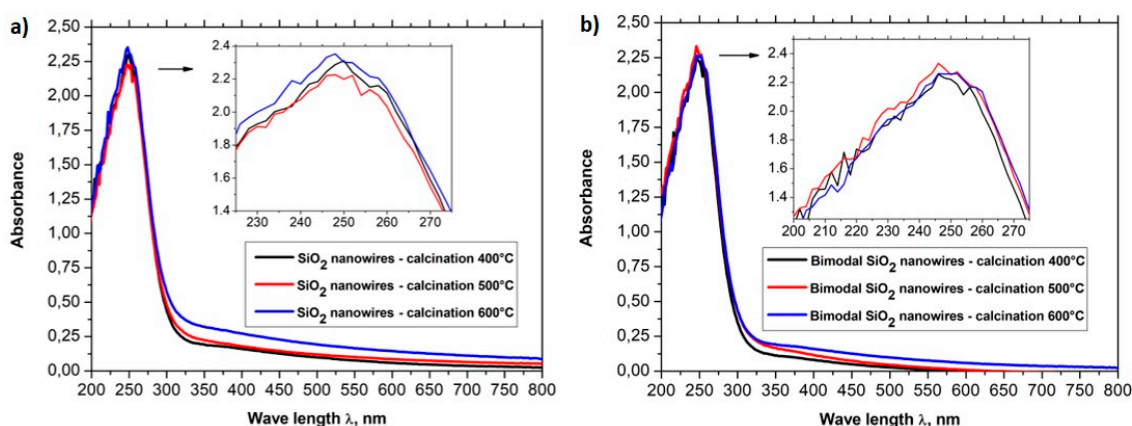 a)
2,50
2,25
2,00
1,75
1,50
1,25
1,00
0,75
0,50
0,25
0,00
Absorbance
200 250 300 350 400 450 500 550 600 650 700 750 800
Wave length λ, nm
2.4
2.2
2.0
1.8
1.6
1.4
230 240 250 260 270
SiO2 nanowires - calcination 400°C
SiO2 nanowires - calcination 500°C
SiO2 nanowires - calcination 600°C
b)
2,50
2,25
2,00
1,75
1,50
1,25
1,00
0,75
0,50
0,25
0,00
Absorbance
200 250 300 350 400 450 500 550 600 650 700 750 800
Wave length λ, nm
2.4
2.2
2.0
1.8
1.6
1.4
200 210 220 230 240 250 260 270
Bimodal SiO2 nanowires - calcination 400°C
Bimodal SiO2 nanowires - calcination 500°C
Bimodal SiO2 nanowires - calcination 600°C